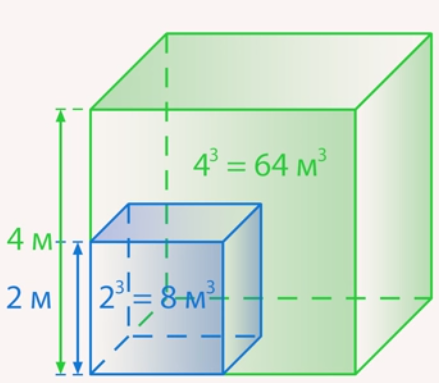 4³ = 64 м³
4 м
2 м
2³ = 8 м³